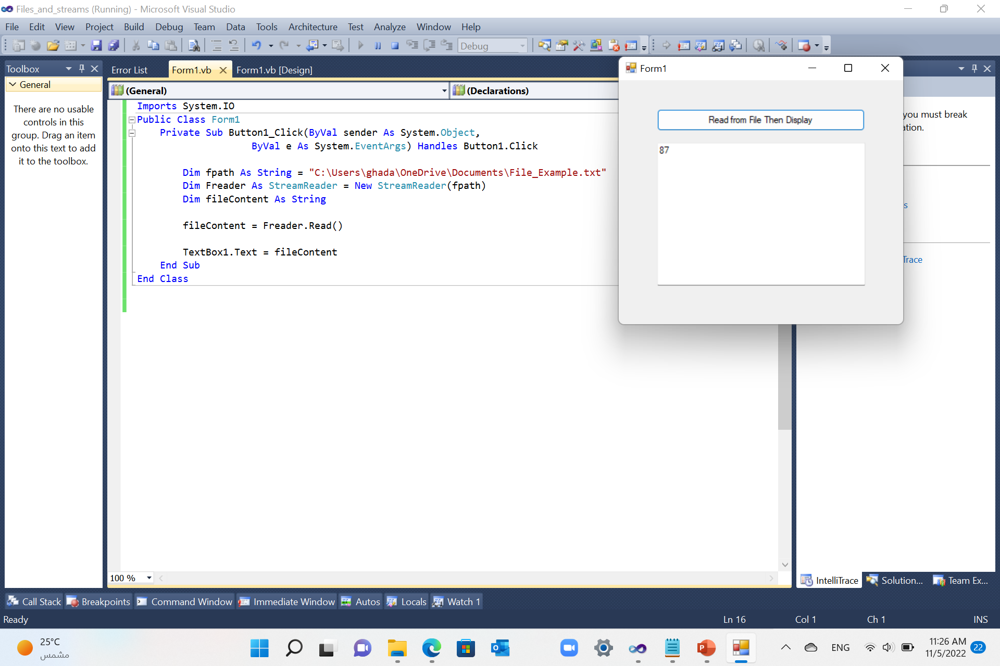 Files_and_streams (Running) - Microsoft Visual Studio
File Edit View Project Build Debug Team Data Tools Architecture Test Analyze Window Help
Debug
Toolbox
General
There are no usable
controls in this
group. Drag an item
onto this text to add
it to the toolbox.
Error List Form1.vb Form1.vb [Design]
(General) (Declarations)
Imports System.IO
Public Class Form1
Private Sub Button1_Click(ByVal sender As System.Object,
ByVal e As System.EventArgs) Handles Button1.Click
Dim fpath As String = "C:\Users\ghada\OneDrive\Documents\File_Example.txt"
Dim Freader As StreamReader = New StreamReader(fpath)
Dim fileContent As String
fileContent = Freader.Read()
TextBox1.Text = fileContent
End Sub
End Class
100 %
Form1
Read from File Then Display
87
you must break
ation.
s
Trace
IntelliTrace Solution... Team Ex...
Call Stack Breakpoints Command Window Immediate Window Autos Locals Watch 1
Ready Ln 16 Col 1 Ch 1 INS
25°C
مشمس
ENG
11:26 AM
11/5/2022
22